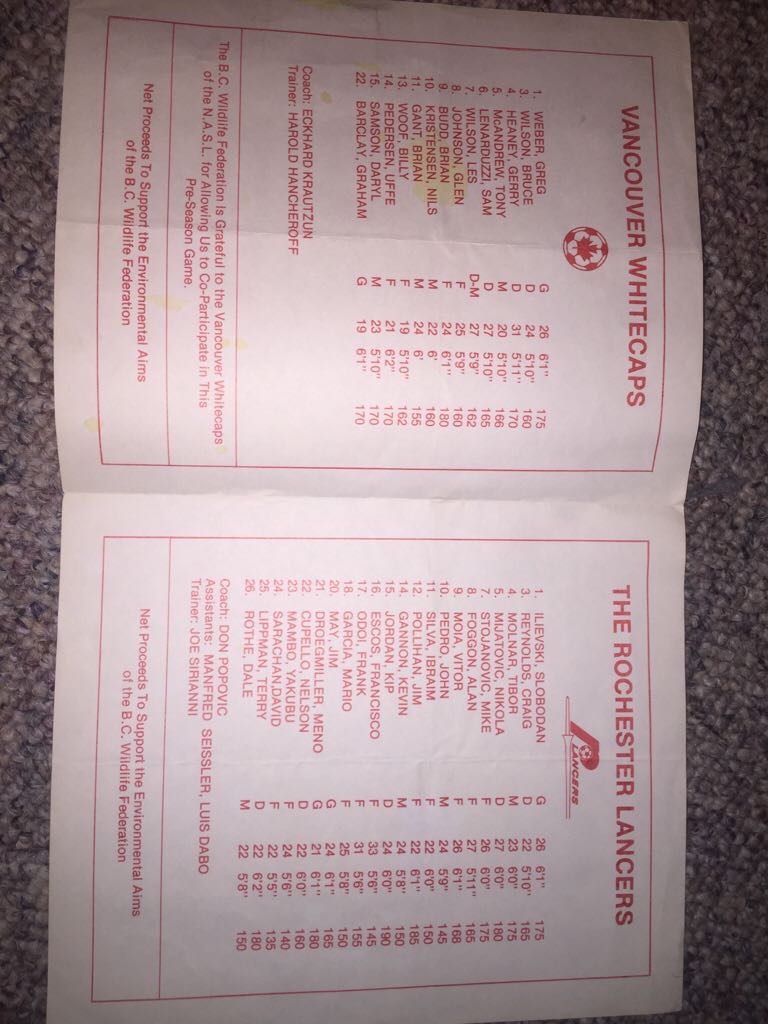 VANCOUVER WHITECAPS
1. WEBER, GREG G 26 6'1" 175
3. WILSON, BRUCE D 24 5'10" 160
4. HEANEY, GERRY D 31 5'11" 170
5. McANDREW, TONY M 20 5'10" 166
6. LENARDUZZI, SAM D 27 5'10" 165
7. WILSON, LES D-M 27 5'9" 162
8. JOHNSON, GLEN F 25 5'9" 160
9. BUDD, BRIAN F 24 6'1" 180
10. KRISTENSEN, NILS M 22 6' 160
11. GANT, BRIAN M 24 6' 155
13. WOOF, BILLY F 19 5'10" 162
14. PEDERSEN, UFFE F 21 6'2" 170
15. SAMSON, DARYL M 23 5'10" 170
22. BARCLAY, GRAHAM G 19 6'1" 170
Coach: ECKHARD KRAUTZUN
Trainer: HAROLD HANCHEROFF
The B.C. Wildlife Federation Is Grateful to the Vancouver Whitecaps
of the N.A.S.L. for Allowing Us to Co-Participate in This
Pre-Season Game.
Net Proceeds To Support the Environmental Aims
of the B.C. Wildlife Federation
THE ROCHESTER LANCERS
LANCERS
1. ILIEVSKI, SLOBODAN G 26 6'1" 175
3. REYNOLDS, CRAIG D 22 5'10" 165
4. MOLNAR, TIBOR M 23 6'0" 175
5. MIJATOVIC, NIKOLA D 27 6'0" 180
7. STOJANOVIC, MIKE F 26 6'0" 175
8. FOGGON, ALAN F 27 5'11" 165
9. MOIA, VITOR F 26 6'1" 168
10. PEDRO, JOHN M 24 5'9" 145
11. SILVA, IBRAIM F 22 6'0" 150
12. POLUHAN, JIM F 22 6'1" 185
14. GANNON, KEVIN M 24 5'8" 150
15. JORDAN, KIP D 24 6'0" 190
16. ESCOS, FRANCISCO F 33 5'6" 145
17. ODOI, FRANK F 31 5'6" 155
18. GARCIA, MARIO F 25 5'8" 150
20. MAY, JIM G 24 6'1" 165
21. DROEGMILLER, MENO G 21 6'1" 180
22. CUPELLO, NELSON D 22 6'0" 160
23. MAMBO, YAKUBU F 24 5'6" 140
24. SARACHAN,DAVID F 22 5'5" 135
25. LIPPMAN, TERRY D 22 6'2" 180
26. ROTHE, DALE M 22 5'8" 150
Coach: DON POPOVIC
Assistants: MANFRED SEISSLER, LUIS DABO
Trainer: JOE SIRIANNI
Net Proceeds To Support the Environmental Aims
of the B.C. Wildlife Federation